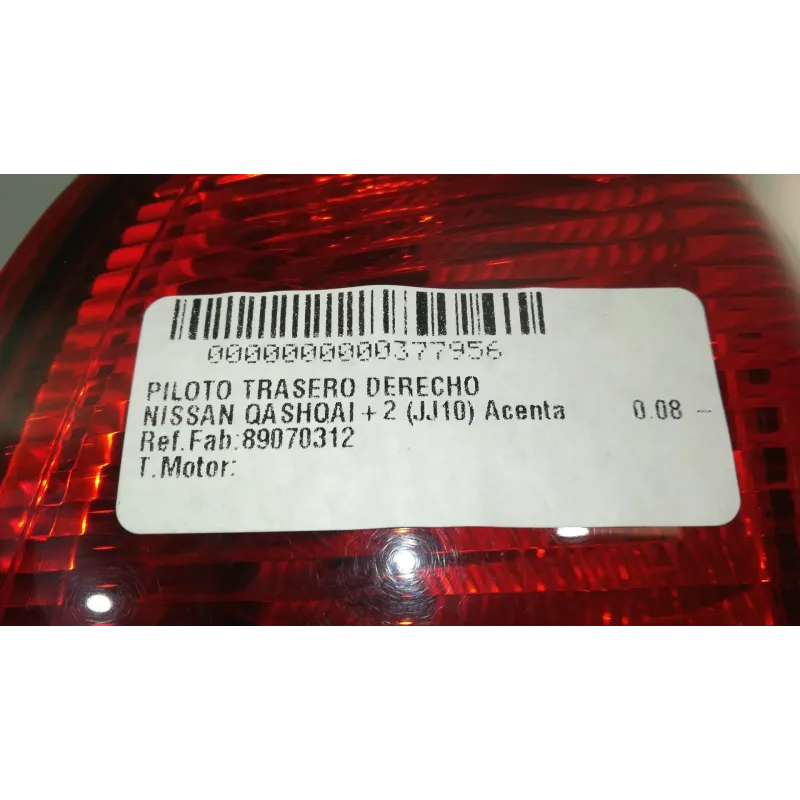 0000000000377956
PILOTO TRASERO DERECHO
NISSAN QASHQAI + 2 (JJ10) Acenta 0.08 -
Ref.Fab:89070312
T.Motor: